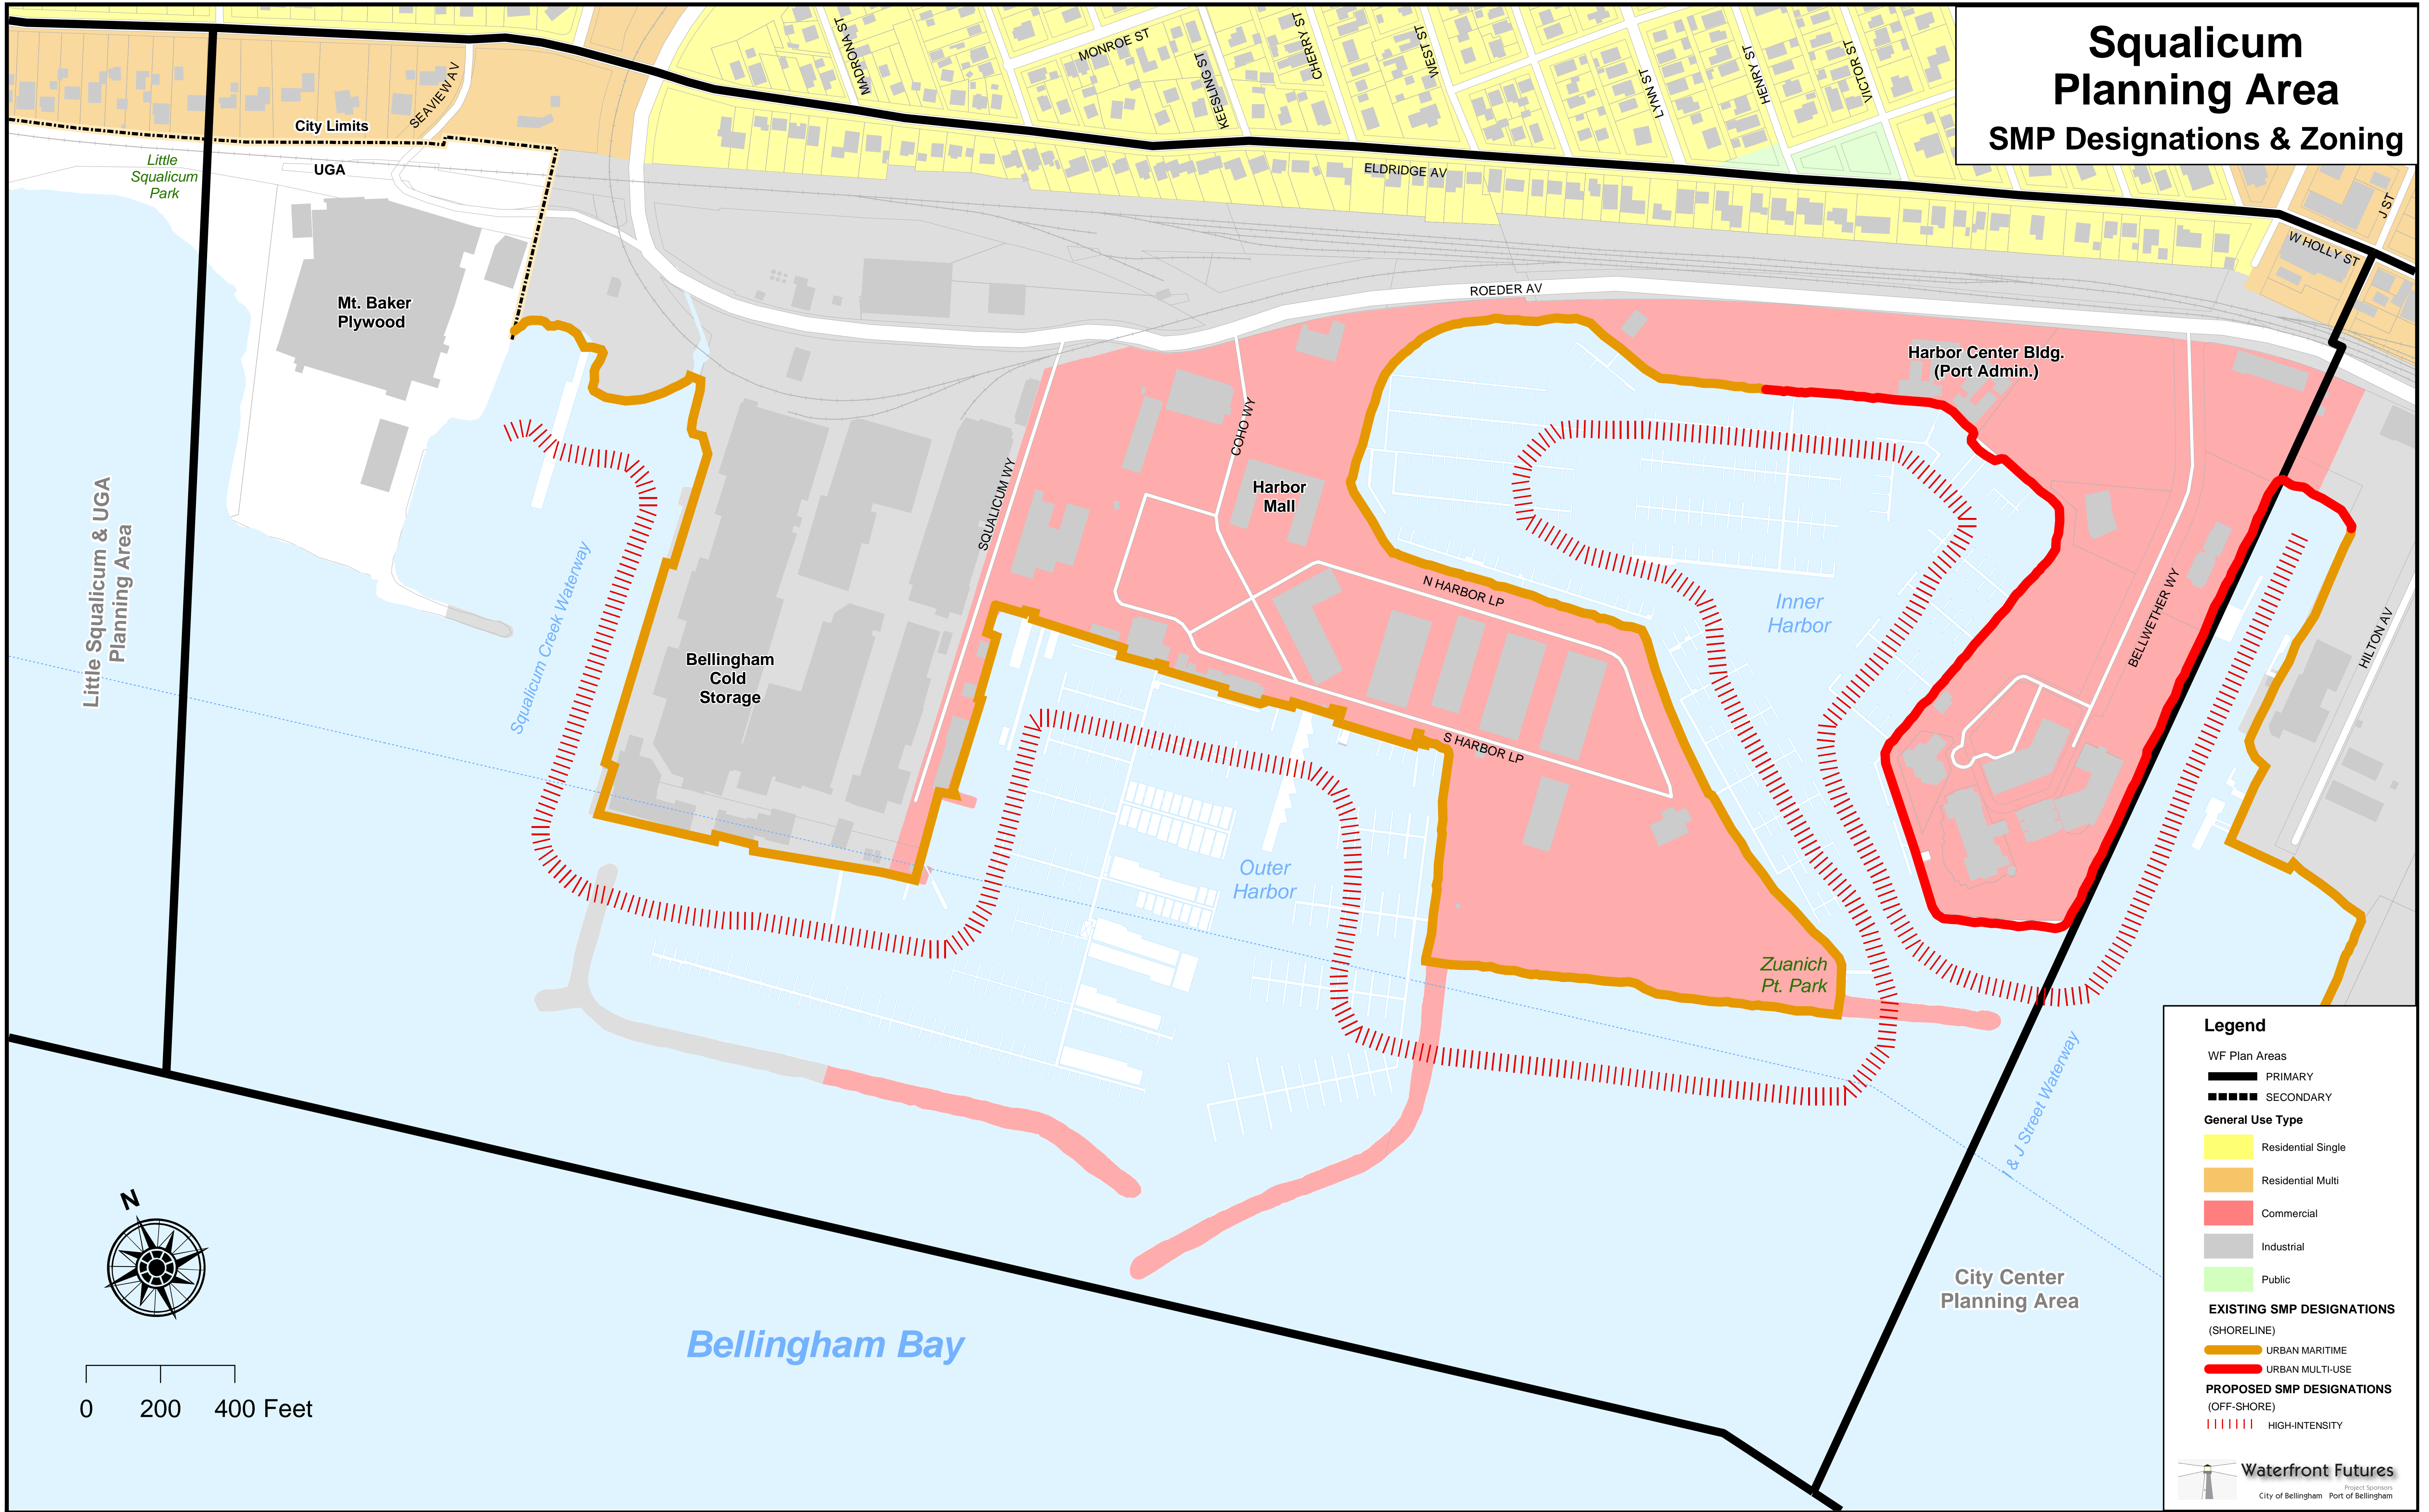 Squalicum
Planning Area
SMP Designations & Zoning
MADRONA ST
MONROE ST
KEESLING ST
CHERRY ST
WEST ST
LYNN ST
HENRY ST
VICTOR ST
J ST
W HOLLY ST
SEAVIEW AV
City Limits
UGA
Little
Squalicum
Park
ELDRIDGE AV
ROEDER AV
Mt. Baker
Plywood
Harbor Center Bldg.
(Port Admin.)
COHO WY
SQUALICUM WY
Harbor
Mall
N HARBOR LP
Inner
Harbor
BELLWETHER WY
HILTON AV
Little Squalicum & UGA
Planning Area
Squalicum Creek Waterway
Bellingham
Cold
Storage
S HARBOR LP
Outer
Harbor
Zuanich
Pt. Park
I & J Street Waterway
City Center
Planning Area
Bellingham Bay
N
0 200 400 Feet
Legend
WF Plan Areas
PRIMARY
SECONDARY
General Use Type
Residential Single
Residential Multi
Commercial
Industrial
Public
EXISTING SMP DESIGNATIONS
(SHORELINE)
URBAN MARITIME
URBAN MULTI-USE
PROPOSED SMP DESIGNATIONS
(OFF-SHORE)
HIGH-INTENSITY
Waterfront Futures
Project Sponsors
City of Bellingham Port of Bellingham